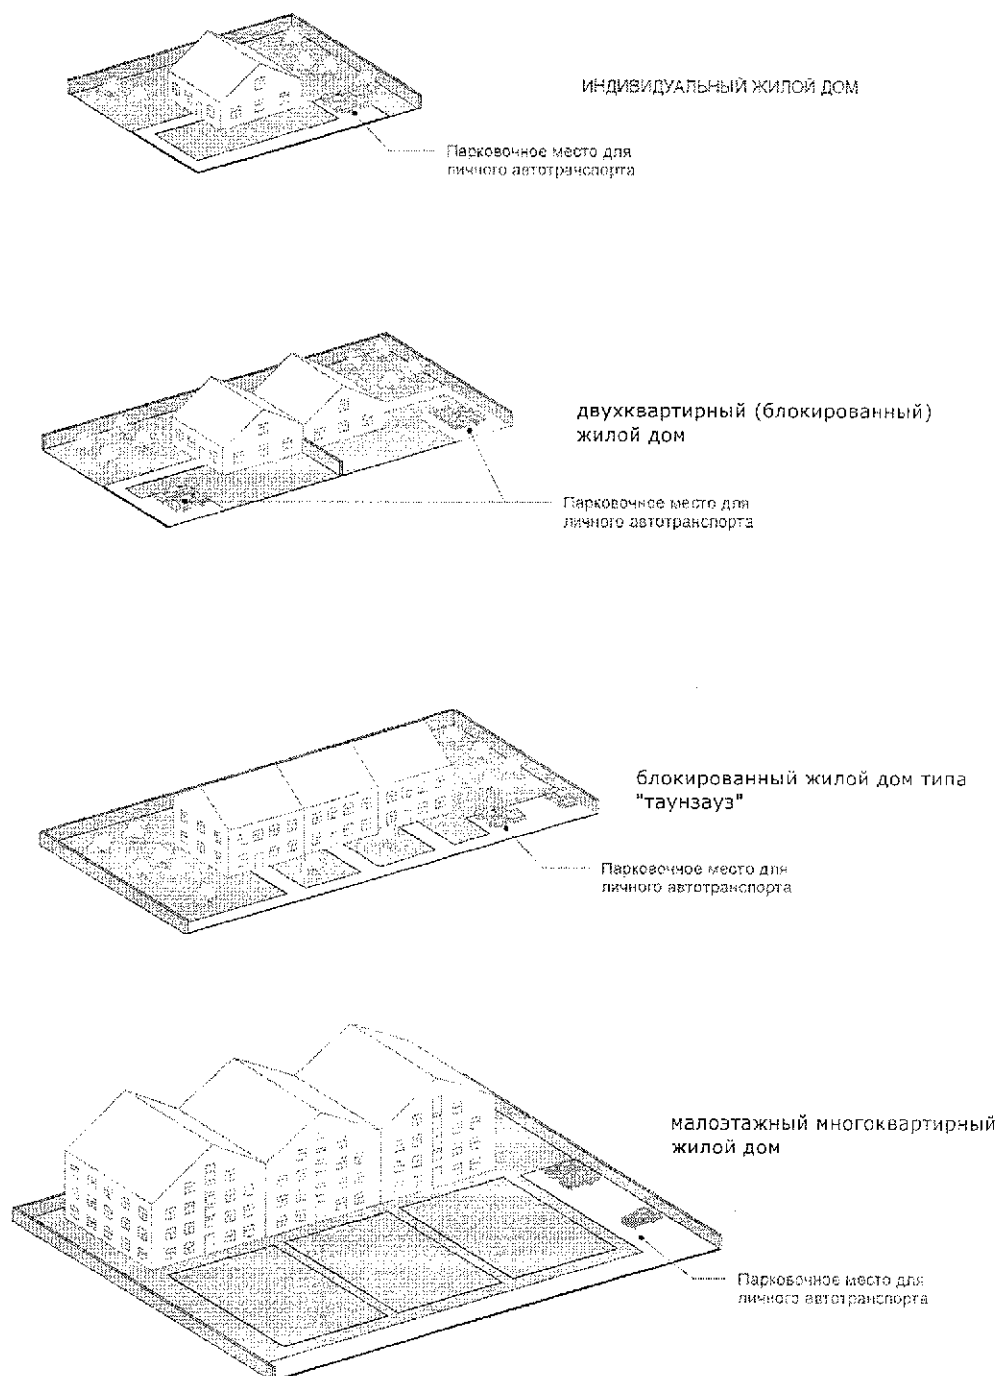 ИНДИВИДУАЛЬНЫЙ ЖИЛОЙ ДОМ
Парковочное место для
личного автотранспорта
двухквартирный (блокированный)
жилой дом
Парковочное место для
личного автотранспорта
блокированный жилой дом типа
"таунзауз"
Парковочное место для
личного автотранспорта
малоэтажный многоквартирный
жилой дом
Парковочное место для
личного автотранспорта